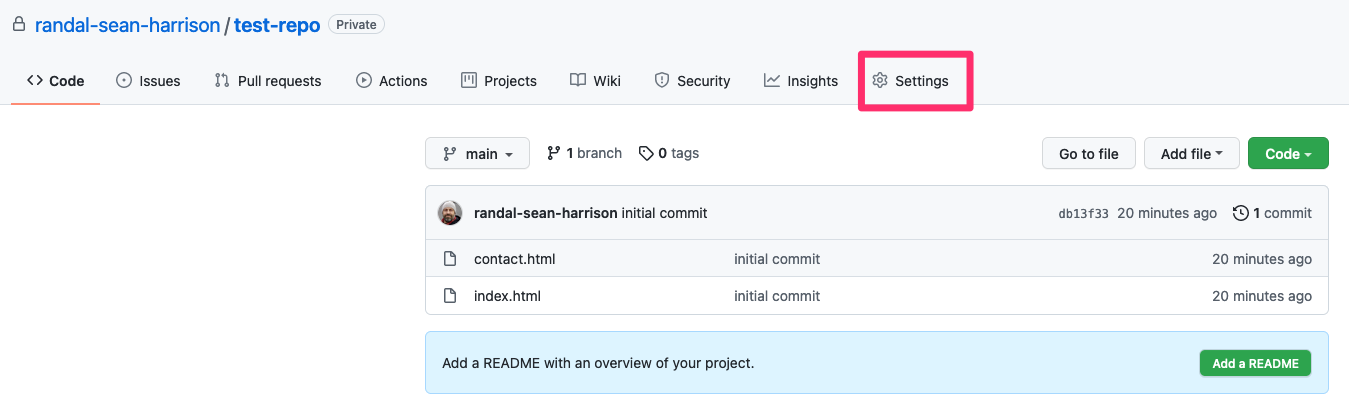 randal-sean-harrison / test-repo Private
Code Issues Pull requests Actions Projects Wiki Security Insights Settings
main 1 branch 0 tags Go to file Add file Code
randal-sean-harrison initial commit db13f33 20 minutes ago 1 commit
contact.html initial commit 20 minutes ago
index.html initial commit 20 minutes ago
Add a README with an overview of your project. Add a README